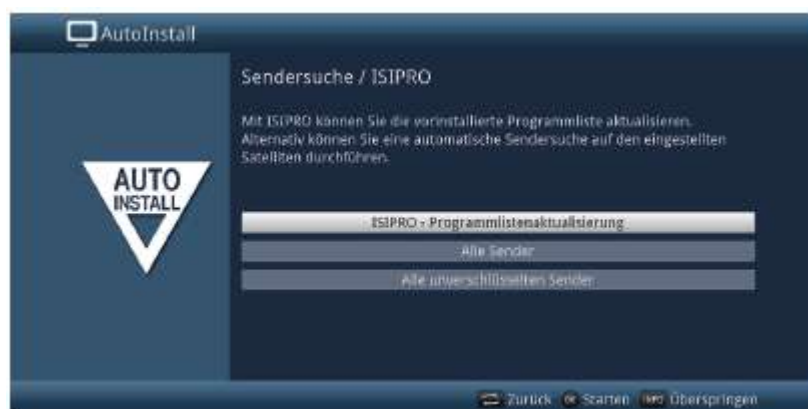 AutoInstall
Sendersuche / ISIPRO
Mit ISIPRO können Sie die vorinstallierte Programmliste aktualisieren.
Alternativ können Sie eine automatische Sendersuche auf den eingestellten
Satelliten durchführen.
AUTO
INSTALL
ISIPRO - Programmlistenaktualisierung
Alle Sender
Alle unverschlüsselten Sender
Zurück OK Starten INFO Überspringen